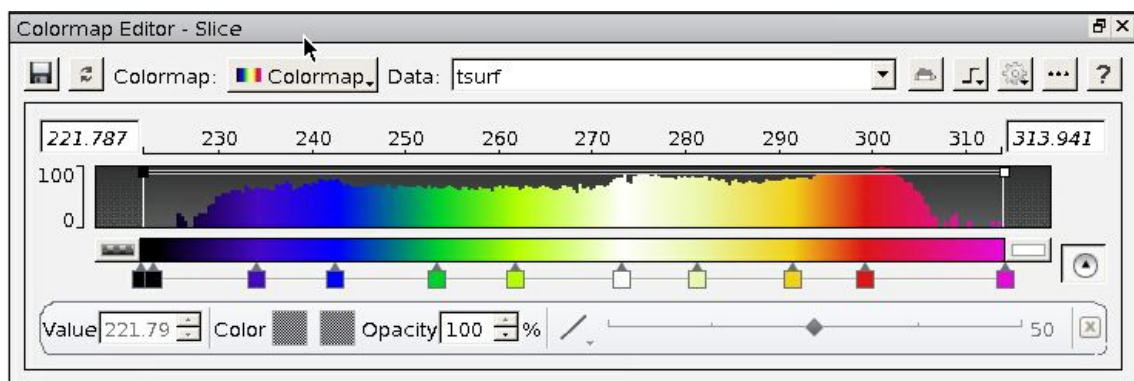 Colormap Editor - Slice
Colormap: Colormap Data: tsurf ?
221.787 230 240 250 260 270 280 290 300 310 313.941
100
0
Value 221.79 Color Opacity 100 % 50